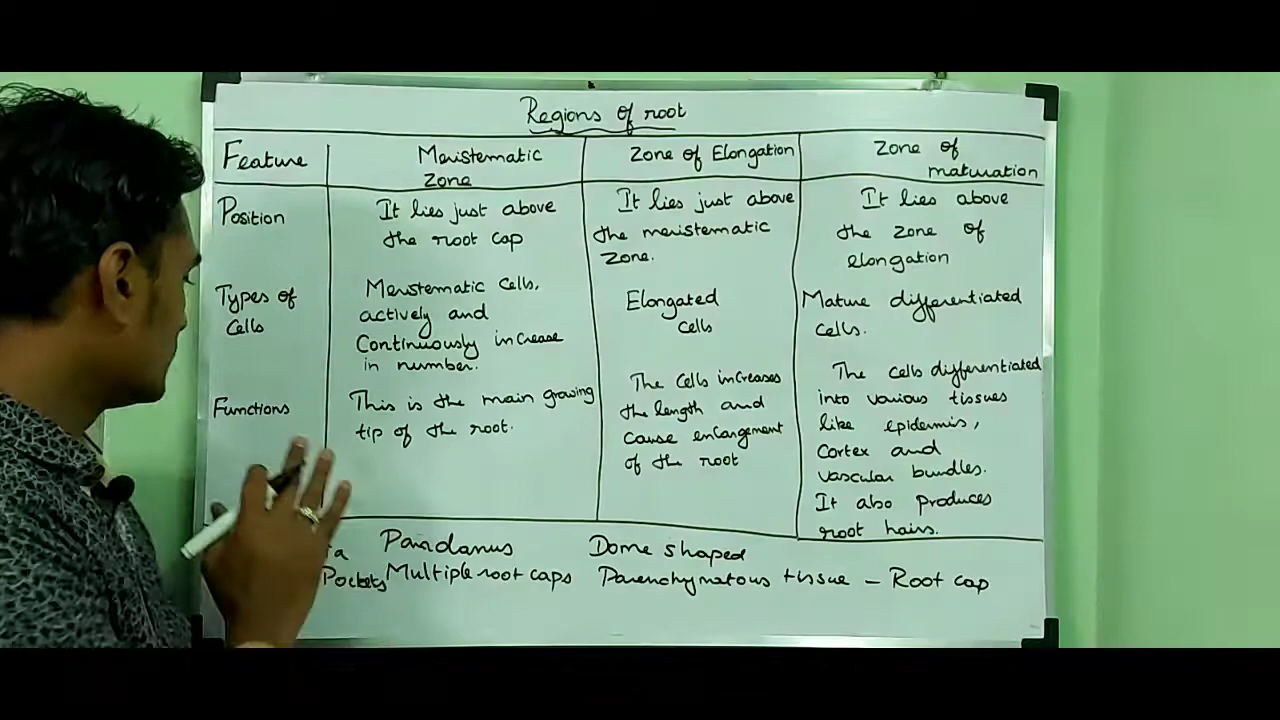 Regions of root
Feature
Meristematic
Zone
Zone of Elongation
Zone of
maturation
Position
It lies just above
the root cap
It lies just above
the meristematic
Zone.
It lies above
the zone of
elongation
Types of
Cells
Meristematic Cells,
actively and
Continuously increase
in number.
Elongated
cells
Mature differentiated
cells.
Functions
This is the main growing
tip of the root.
The cells increases
the length and
cause enlargement
of the root
The cells differentiated
into various tissues
like epidermis,
Cortex and
vascular bundles.
It also produces
root hairs.
Pandanus
Multiple root caps
Pockets
Dome shaped
Parenchymatous tissue - Root cap